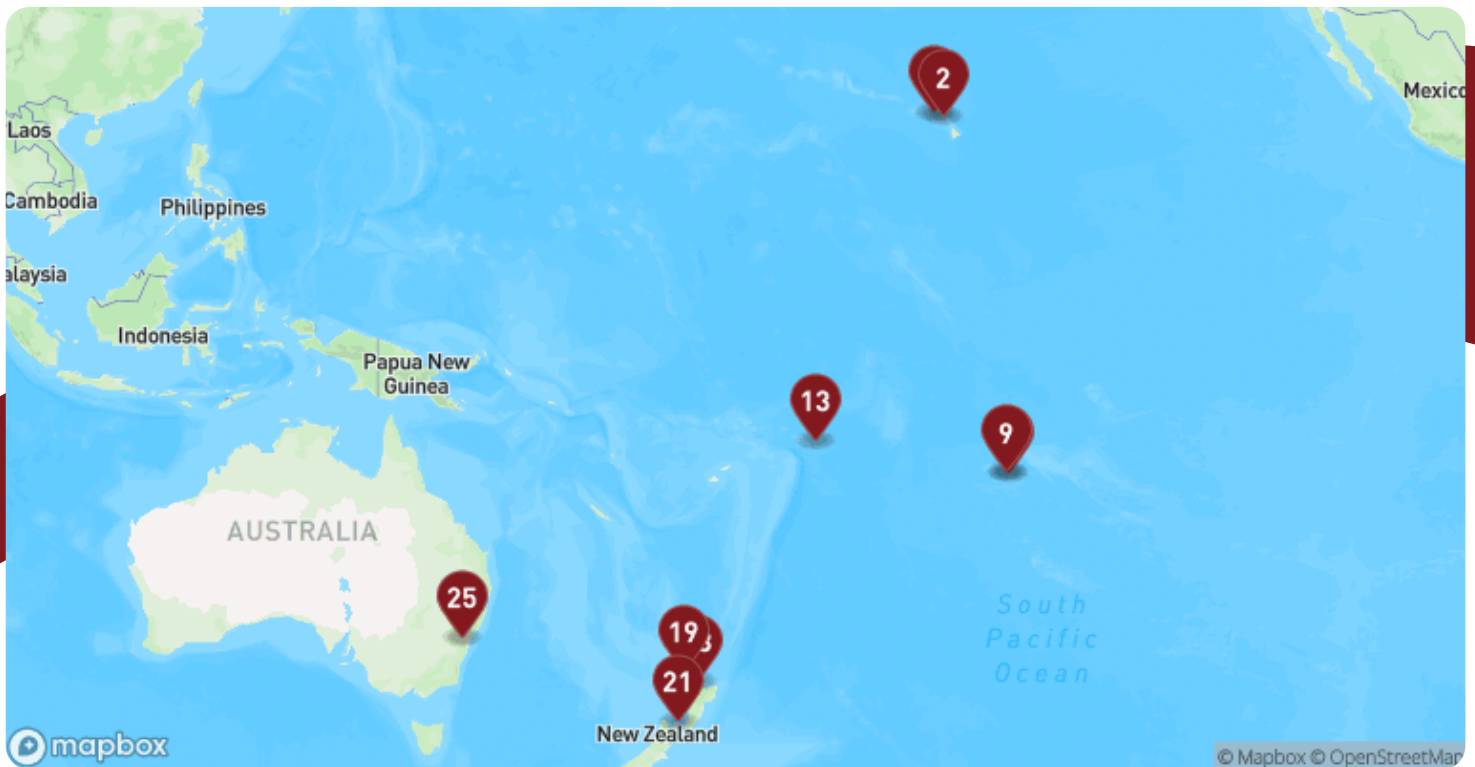 2
Mexico
Laos
Cambodia
Philippines
alaysia
Indonesia
Papua New
Guinea
13
9
AUSTRALIA
25
19
21
South
Pacific
Ocean
New Zealand
mapbox
© Mapbox © OpenStreetMap